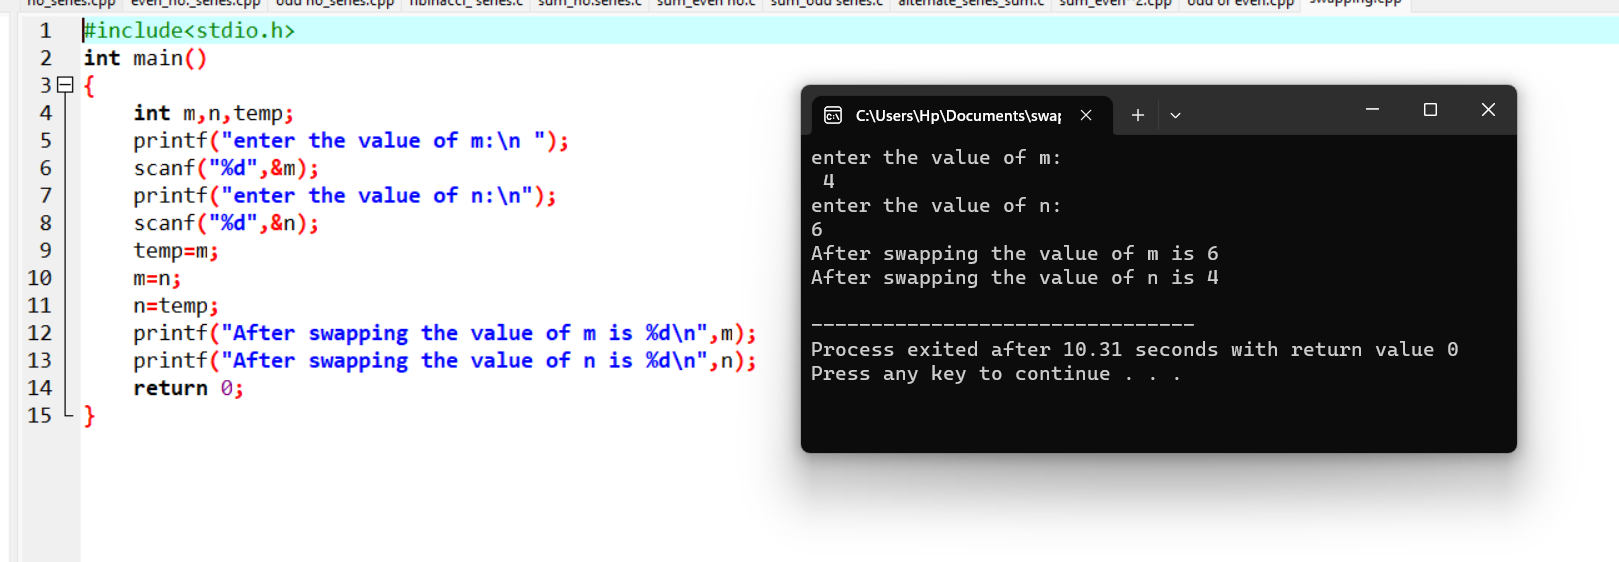 no_series.cpp even_no._series.cpp odd no_series.cpp fibinacci_ series.c sum_no.series.c sum_even no.c sum_odd series.c alternate_series_sum.c sum_even^2.cpp odd or even.cpp swapping.cpp
1 #include<stdio.h>
2 int main()
3 {
4 int m,n,temp;
5 printf("enter the value of m:\n ");
6 scanf("%d",&m);
7 printf("enter the value of n:\n");
8 scanf("%d",&n);
9 temp=m;
10 m=n;
11 n=temp;
12 printf("After swapping the value of m is %d\n",m);
13 printf("After swapping the value of n is %d\n",n);
14 return 0;
15 }
C:\Users\Hp\Documents\swa
enter the value of m:
4
enter the value of n:
6
After swapping the value of m is 6
After swapping the value of n is 4
--------------------------------
Process exited after 10.31 seconds with return value 0
Press any key to continue . . .